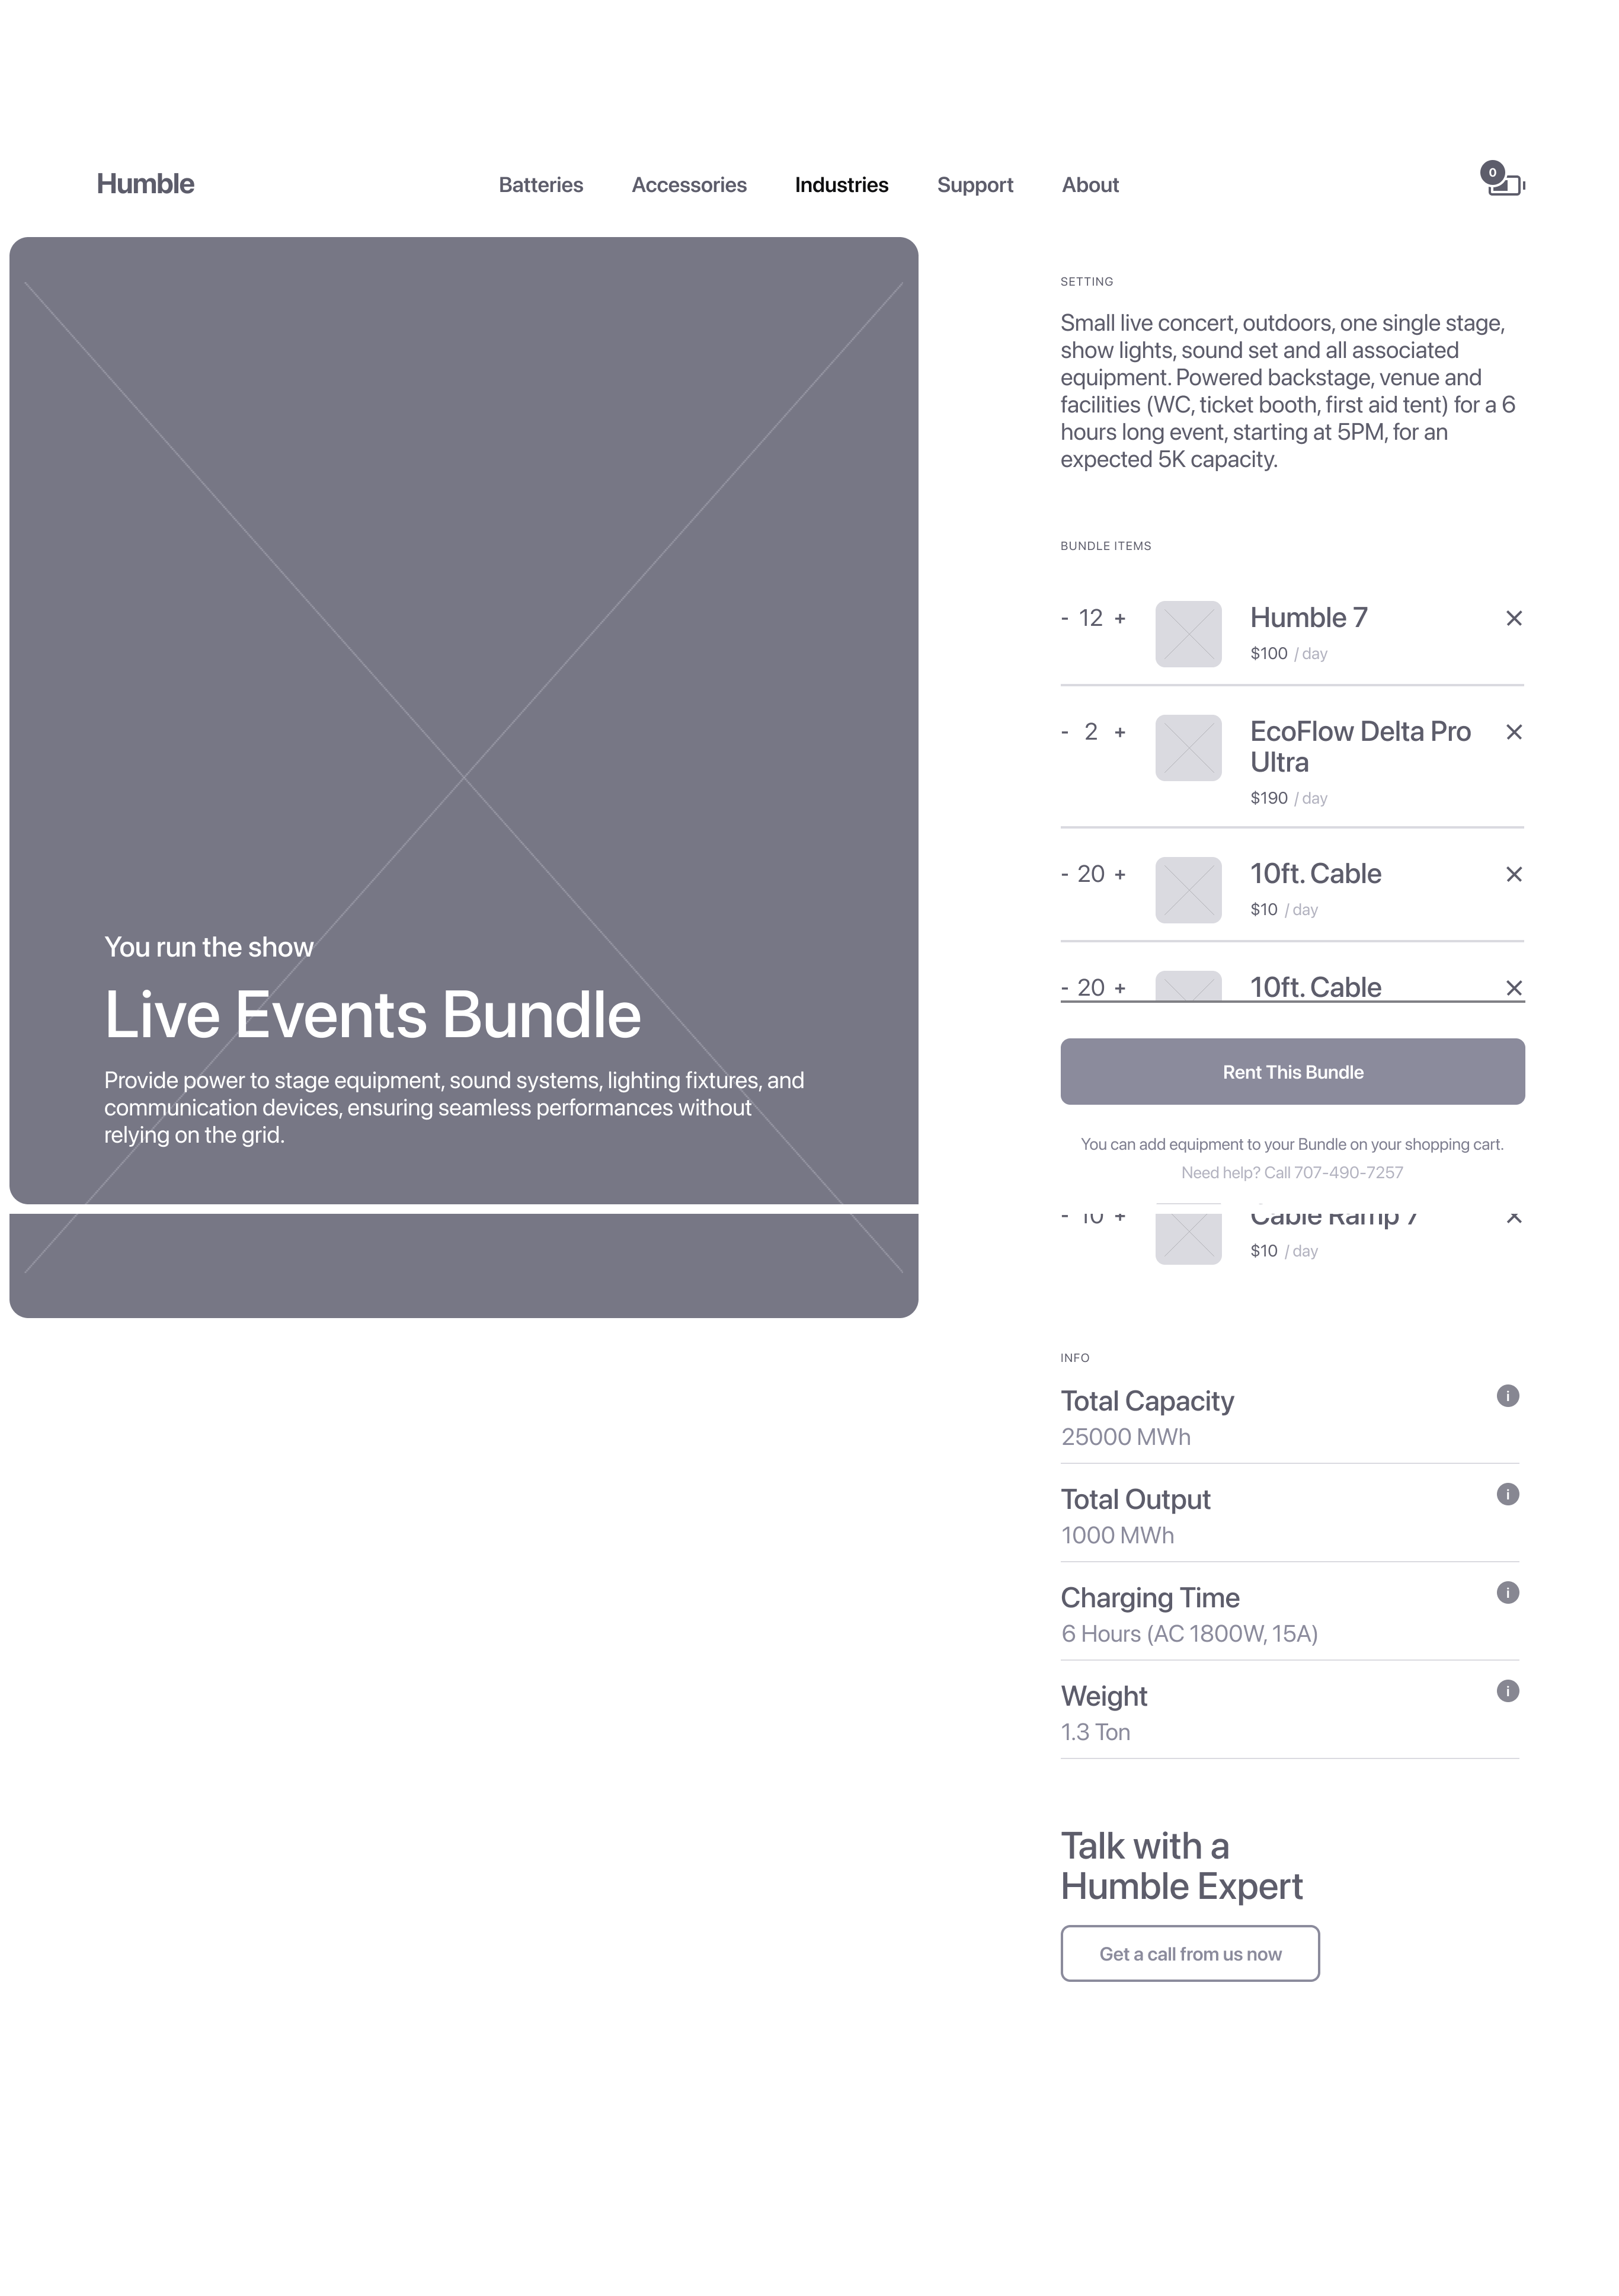 Humble
Batteries
Accessories
Industries
Support
About
0
You run the show
Live Events Bundle
Provide power to stage equipment, sound systems, lighting fixtures, and
communication devices, ensuring seamless performances without
relying on the grid.
SETTING
Small live concert, outdoors, one single stage,
show lights, sound set and all associated
equipment. Powered backstage, venue and
facilities (WC, ticket booth, first aid tent) for a 6
hours long event, starting at 5PM, for an
expected 5K capacity.
BUNDLE ITEMS
- 12 +
Humble 7
$100 / day
- 2 +
EcoFlow Delta Pro
Ultra
$190 / day
- 20 +
10ft. Cable
$10 / day
- 20 +
10ft. Cable
Rent This Bundle
You can add equipment to your Bundle on your shopping cart.
Need help? Call 707-490-7257
- 10 +
Cable Ramp 7
$10 / day
INFO
Total Capacity
i
25000 MWh
Total Output
i
1000 MWh
Charging Time
i
6 Hours (AC 1800W, 15A)
Weight
i
1.3 Ton
Talk with a
Humble Expert
Get a call from us now